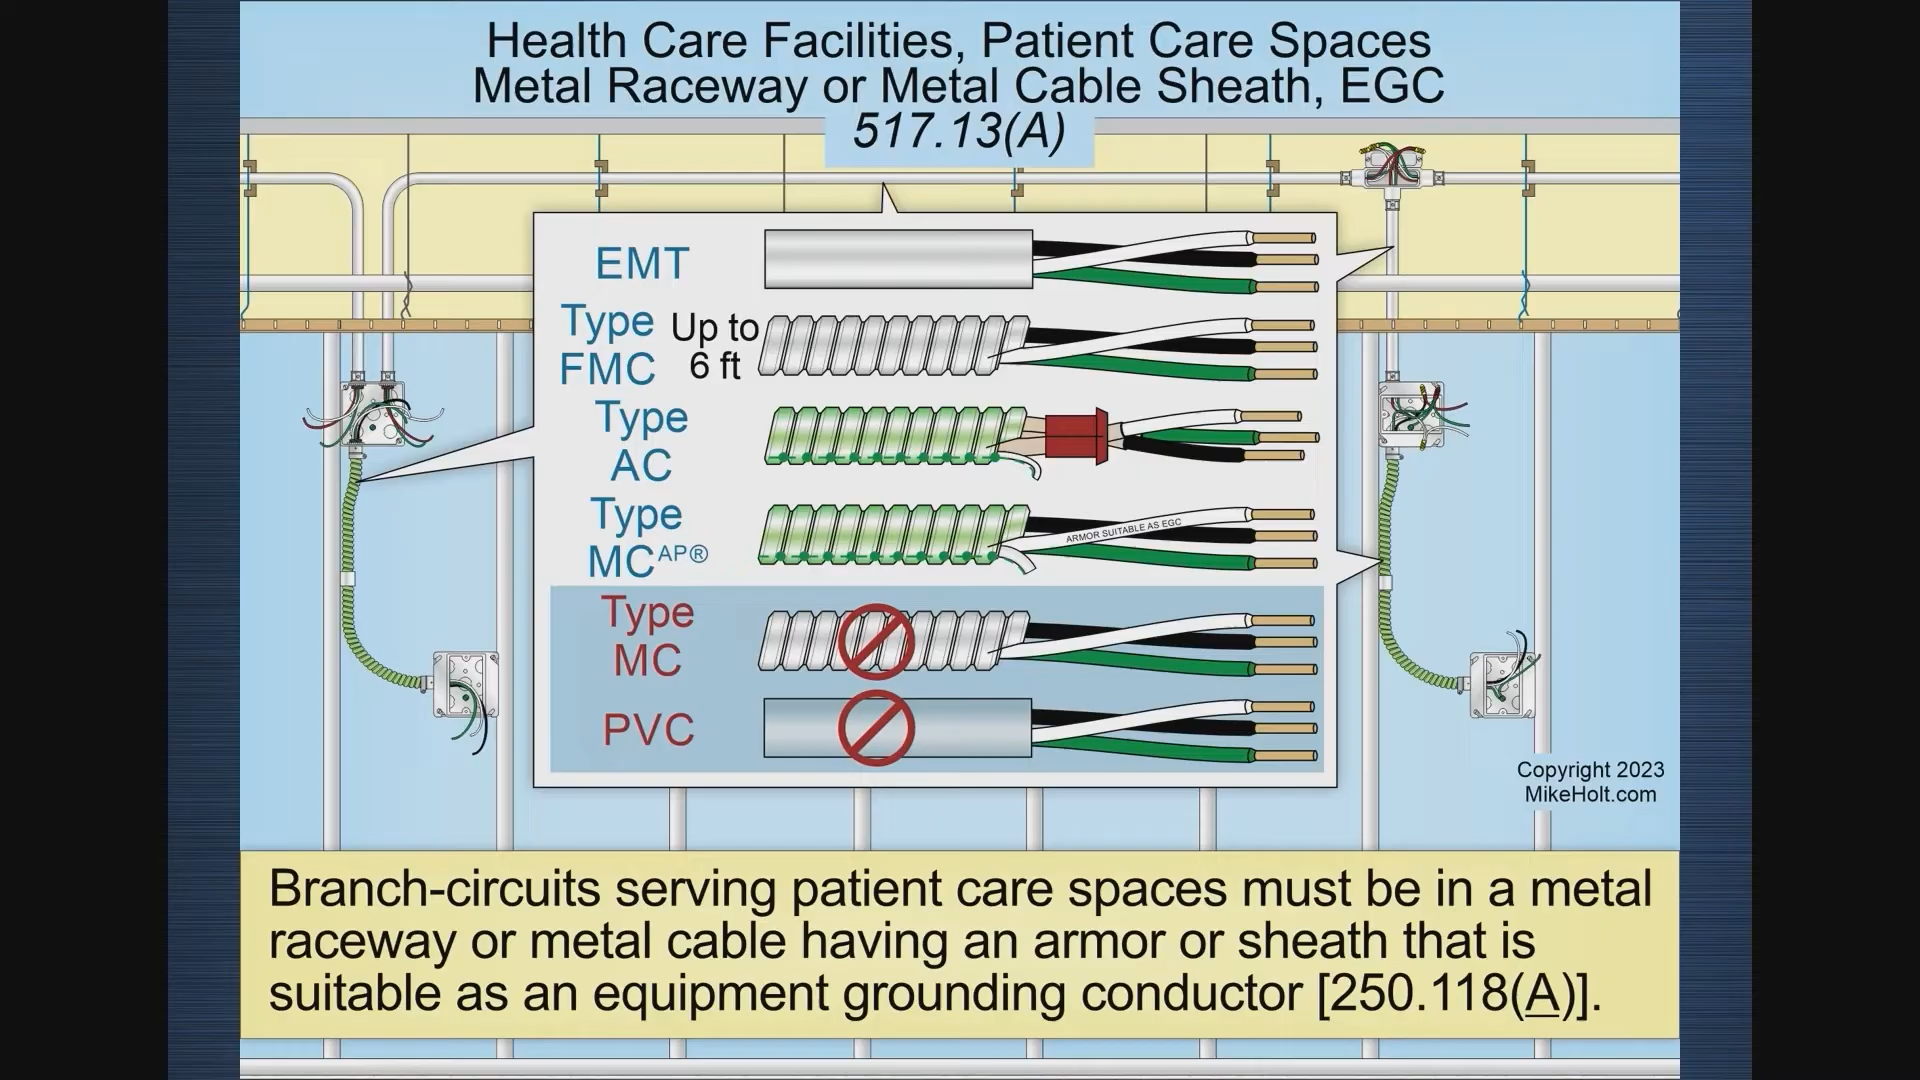 Health Care Facilities, Patient Care Spaces
Metal Raceway or Metal Cable Sheath, EGC
517.13(A)
EMT
Type FMC
Up to 6 ft
Type AC
Type MCAP®
ARMOR SUITABLE AS EGC
Type MC
PVC
Copyright 2023
MikeHolt.com
Branch-circuits serving patient care spaces must be in a metal
raceway or metal cable having an armor or sheath that is
suitable as an equipment grounding conductor [250.118(A)].